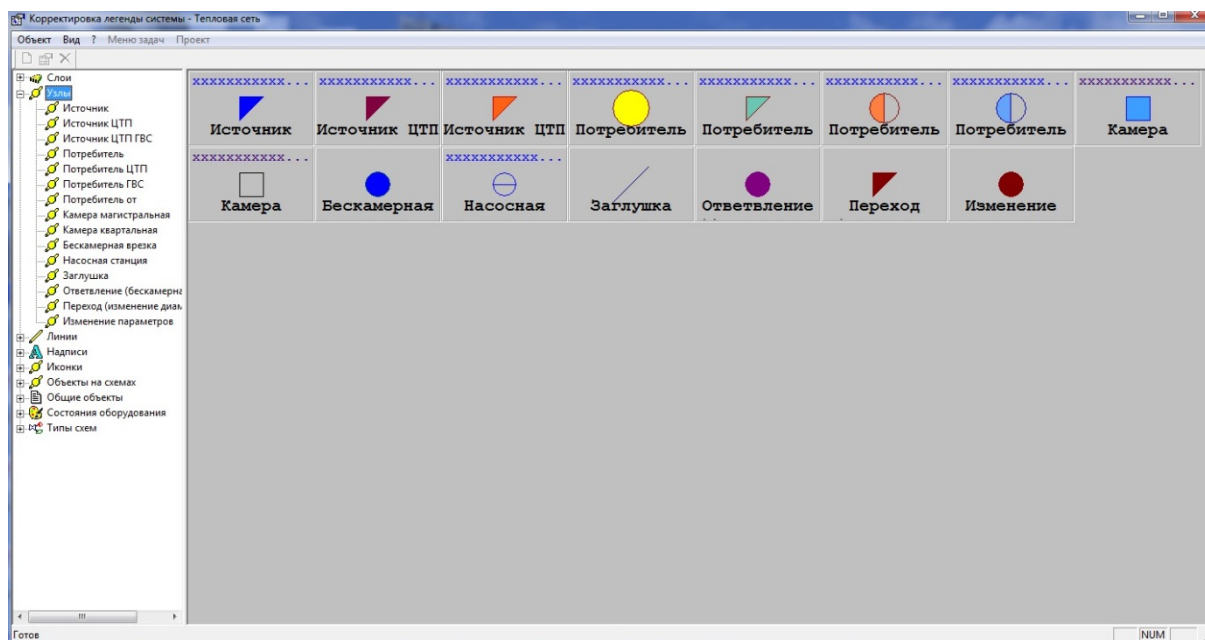 Корректировка легенды системы - Тепловая сеть
Объект Вид ? Меню задач Проект
Слои
Узлы
Источник
Источник ЦТП
Источник ЦТП ГВС
Потребитель
Потребитель ЦТП
Потребитель ГВС
Потребитель от
Камера магистральная
Камера квартальная
Бескамерная врезка
Насосная станция
Заглушка
Ответвление (бескамерна
Переход (изменение диам
Изменение параметров
Линии
Надписи
Иконки
Объекты на схемах
Общие объекты
Состояния оборудования
Типы схем
xxxxxxxxxxx... xxxxxxxxxxx... xxxxxxxxxxx... xxxxxxxxxxx... xxxxxxxxxxx... xxxxxxxxxxx... xxxxxxxxxxx... xxxxxxxxxxx...
Источник Источник ЦТП Источник ЦТП Потребитель Потребитель Потребитель Потребитель Камера
xxxxxxxxxxx... xxxxxxxxxxx...
Камера Бескамерная Насосная Заглушка Ответвление Переход Изменение
Готов NUM